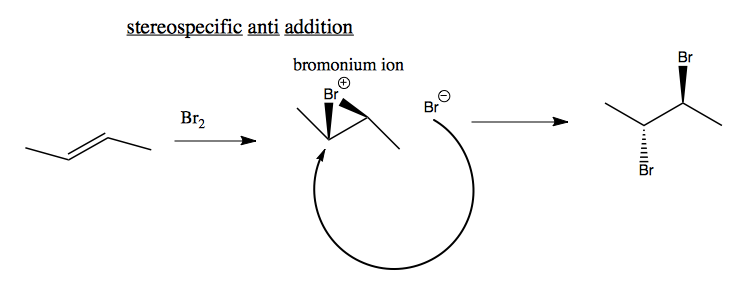 stereospecific anti addition
bromonium ion
Br₂
Br⊕
Br⊖
Br
Br